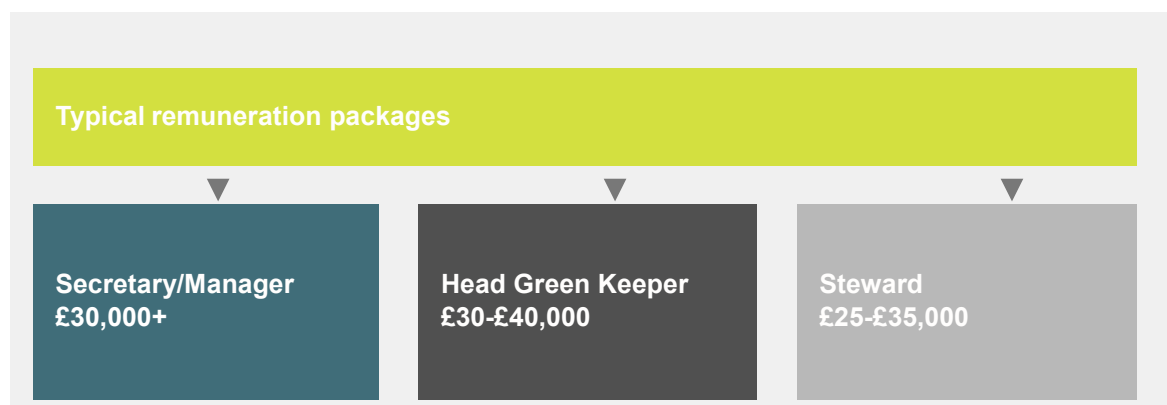 Typical remuneration packages
Secretary/Manager
£30,000+
Head Green Keeper
£30-£40,000
Steward
£25-£35,000